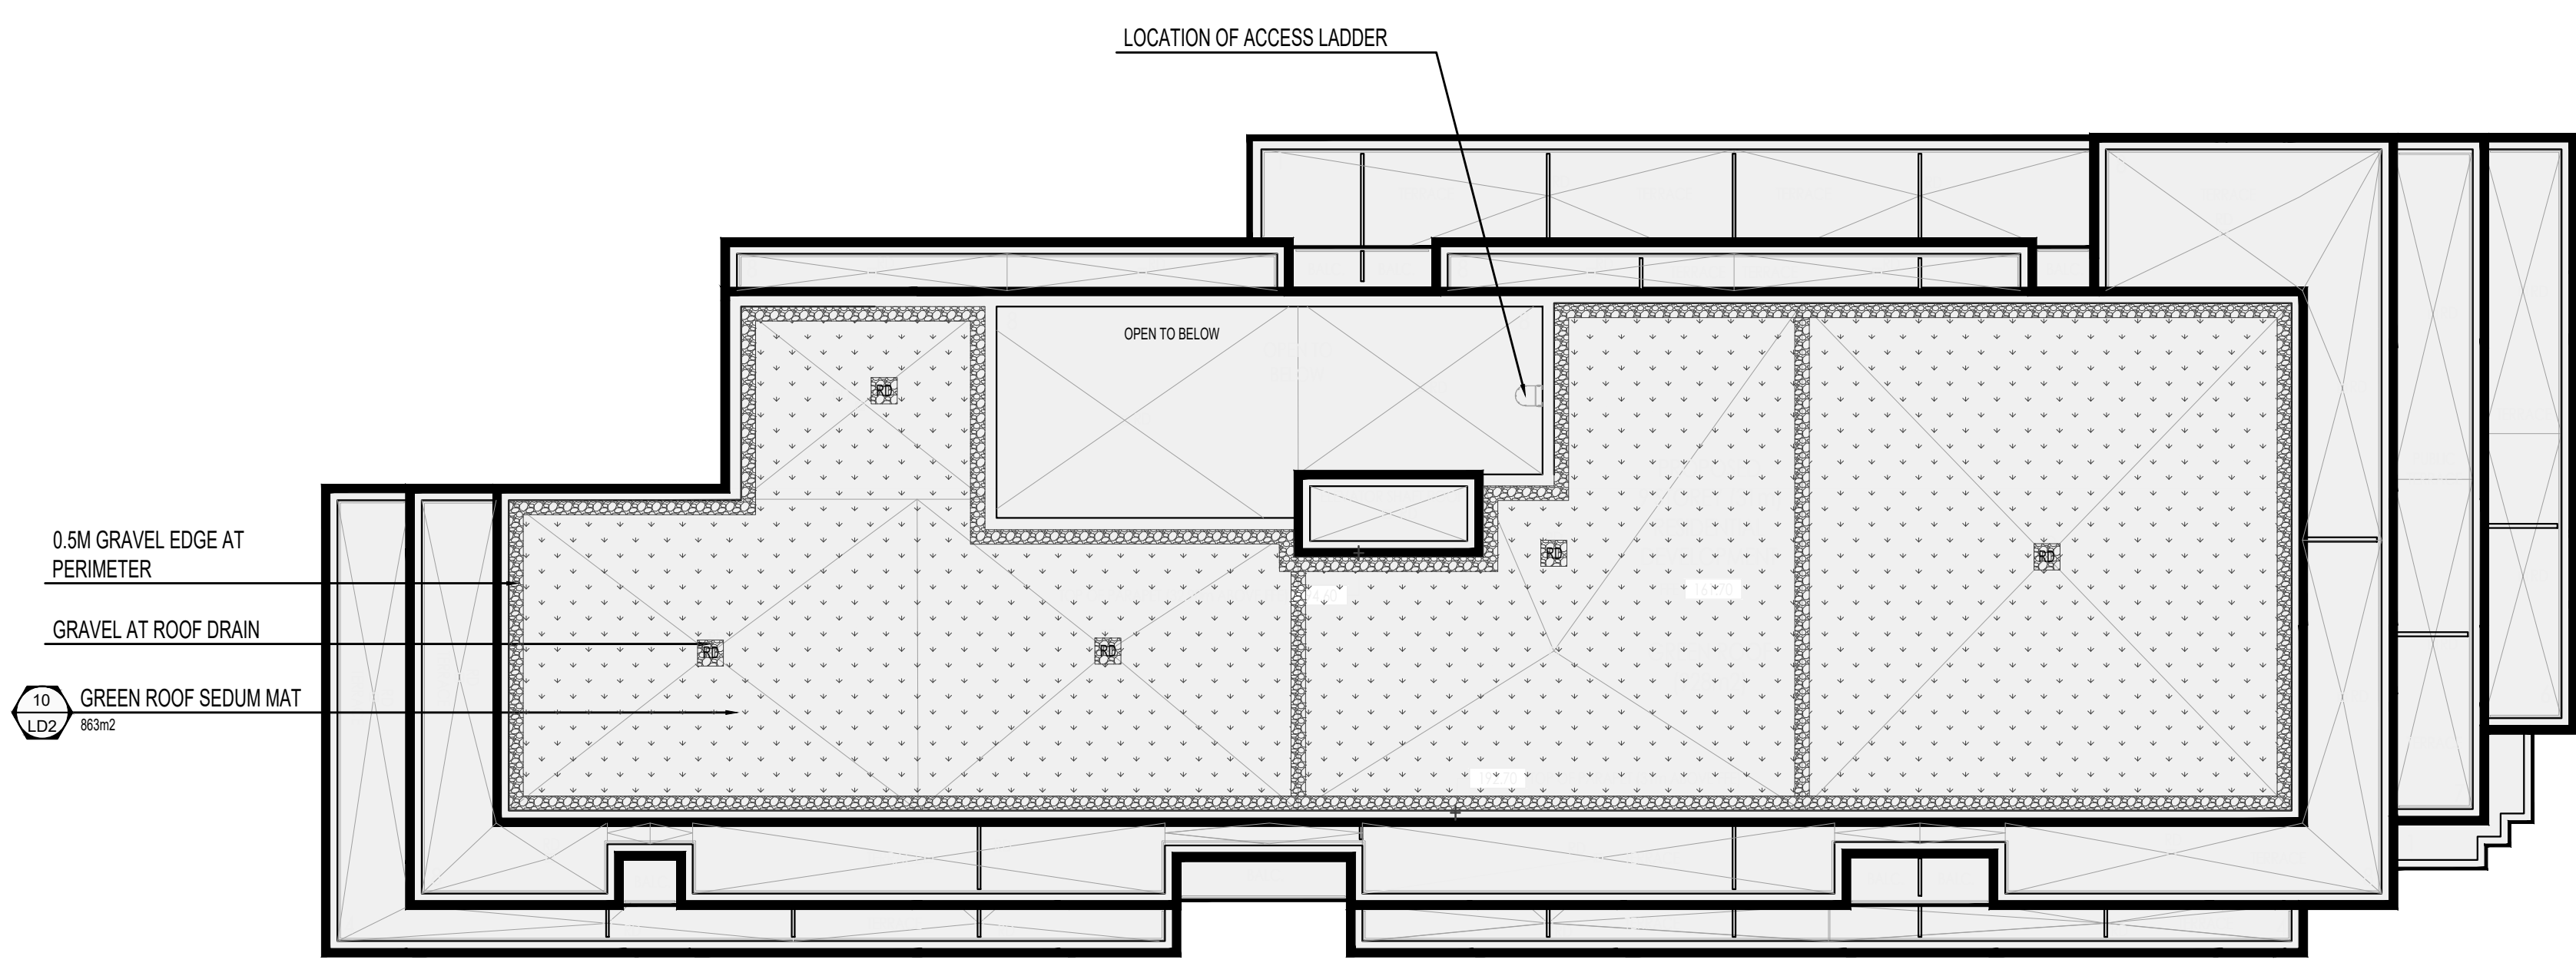 LOCATION OF ACCESS LADDER
OPEN TO BELOW
RD
0.5M GRAVEL EDGE AT
PERIMETER
RD
RD
GRAVEL AT ROOF DRAIN
RD
RD
10
LD2
GREEN ROOF SEDUM MAT
863m2